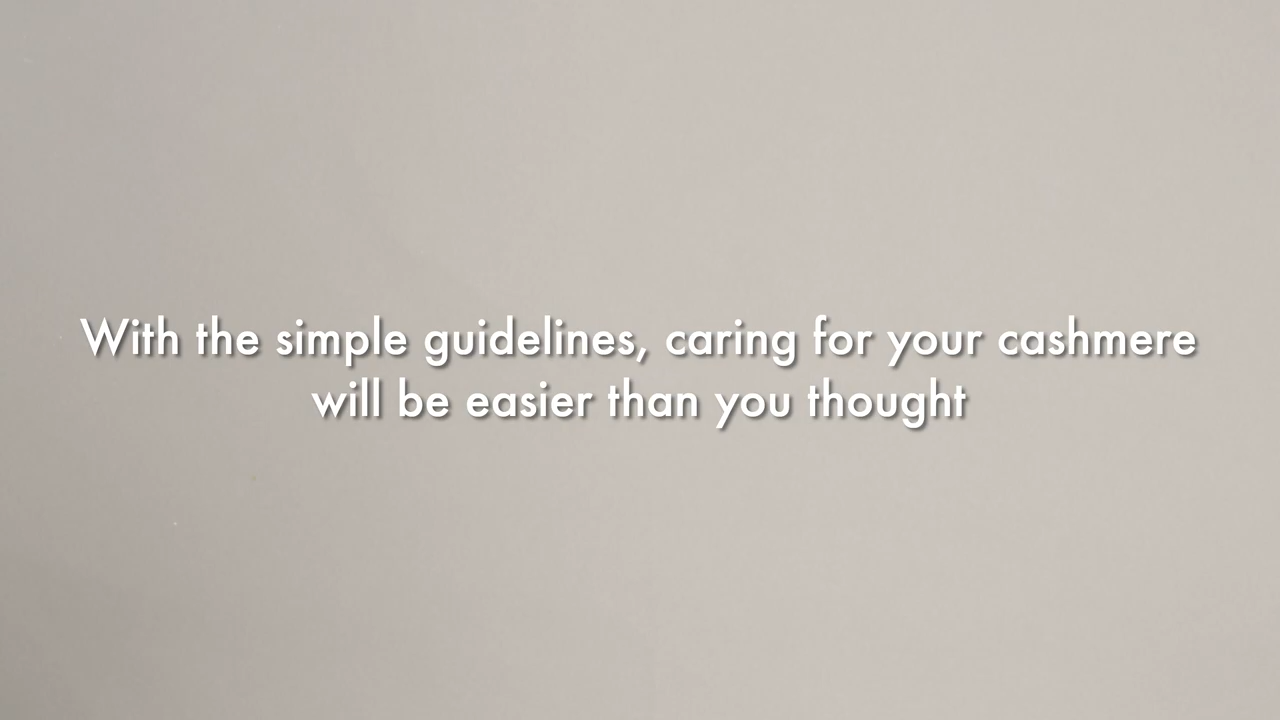 With the simple guidelines, caring for your cashmere
will be easier than you thought